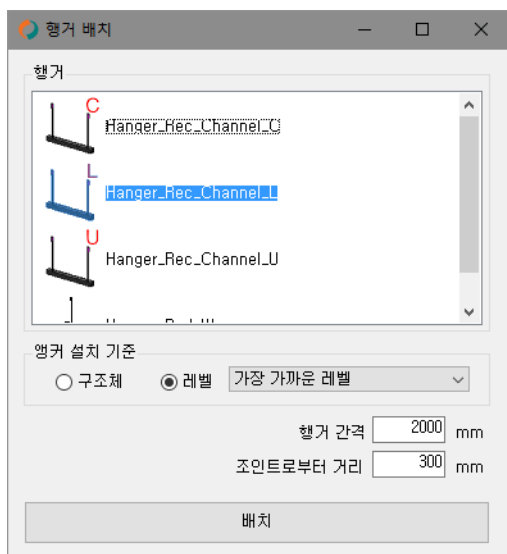 행거 배치
행거
C
Hanger_Rec_Channel_C
L
Hanger_Rec_Channel_L
U
Hanger_Rec_Channel_U
앵커 설치 기준
구조체 레벨 가장 가까운 레벨
행거 간격 2000 mm
조인트로부터 거리 300 mm
배치